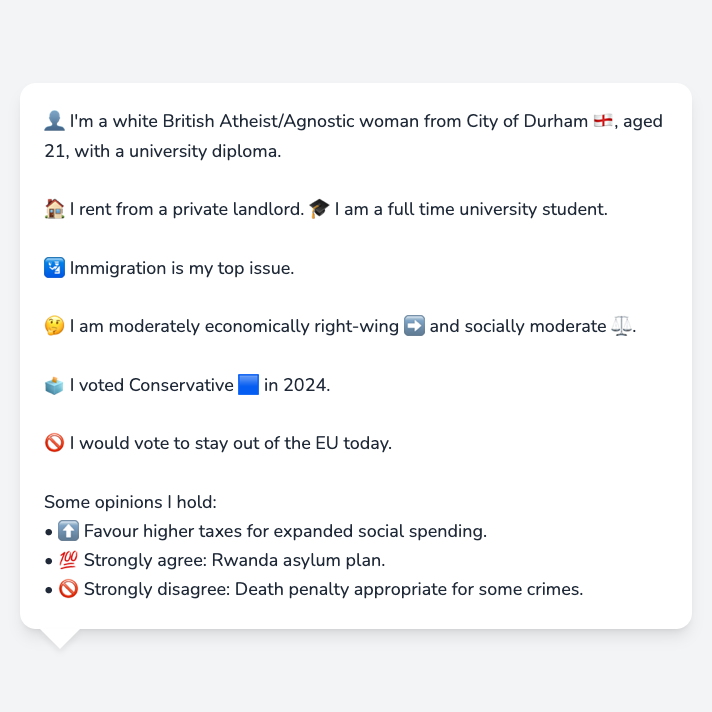 👤 I'm a white British Atheist/Agnostic woman from City of Durham 🏴󠁧󠁢󠁥󠁮󠁧󠁿, aged
21, with a university diploma.
🏠 I rent from a private landlord. 🎓 I am a full time university student.
🛂 Immigration is my top issue.
🤔 I am moderately economically right-wing ➡️ and socially moderate ⚖️.
🗳️ I voted Conservative 🟦 in 2024.
🚫 I would vote to stay out of the EU today.
Some opinions I hold:
• ⬆️ Favour higher taxes for expanded social spending.
• 💯 Strongly agree: Rwanda asylum plan.
• 🚫 Strongly disagree: Death penalty appropriate for some crimes.